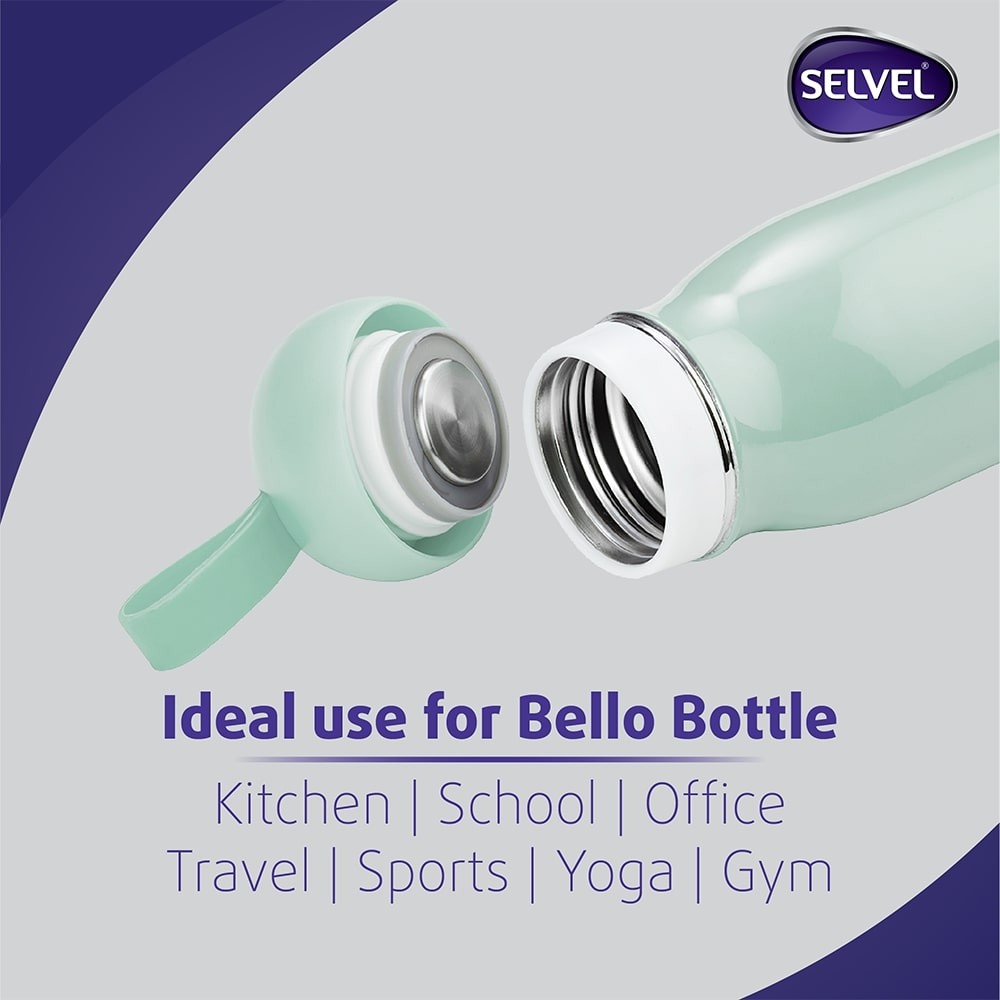 SELVEL®
Ideal use for Bello Bottle
Kitchen | School | Office
Travel | Sports | Yoga | Gym